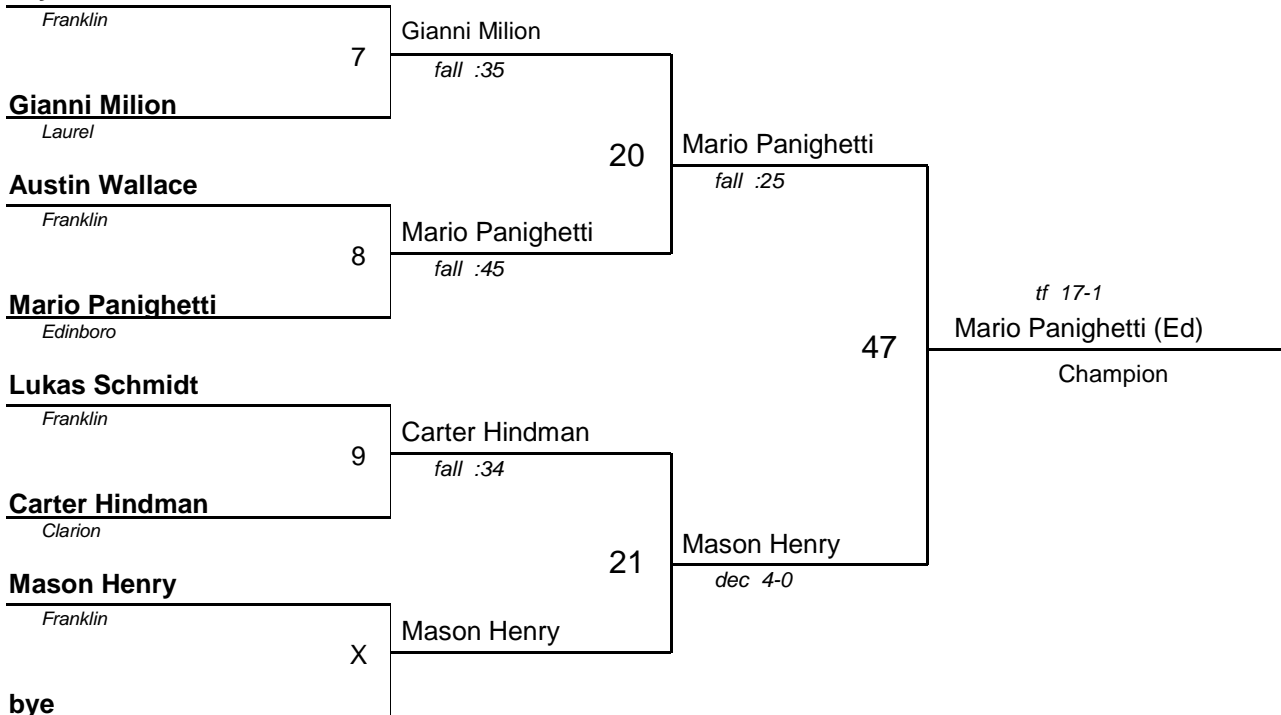 Franklin
7
Gianni Milion
fall :35
Gianni Milion
Laurel
20
Mario Panighetti
fall :25
Austin Wallace
Franklin
8
Mario Panighetti
fall :45
Mario Panighetti
Edinboro
47
tf 17-1
Mario Panighetti (Ed)
Champion
Lukas Schmidt
Franklin
9
Carter Hindman
fall :34
Carter Hindman
Clarion
21
Mason Henry
dec 4-0
Mason Henry
Franklin
X
Mason Henry
bye